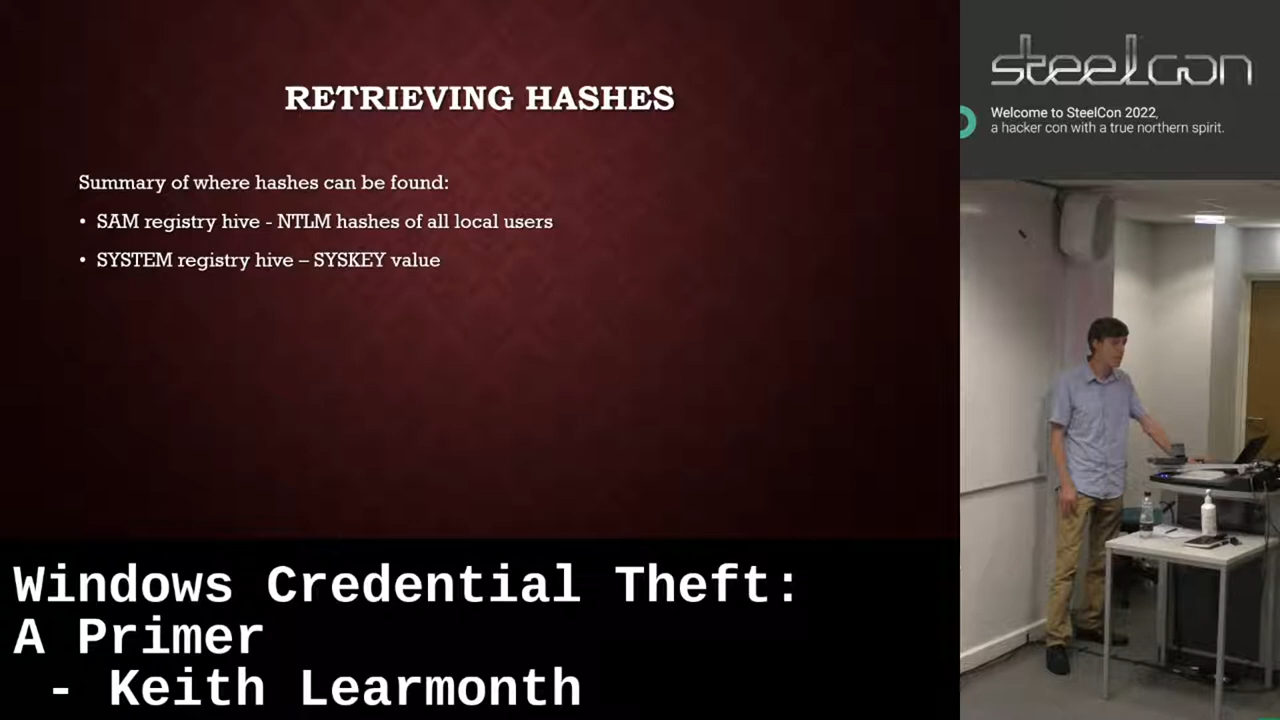 RETRIEVING HASHES
Summary of where hashes can be found:
• SAM registry hive - NTLM hashes of all local users
• SYSTEM registry hive – SYSKEY value
steelcon
Welcome to SteelCon 2022,
a hacker con with a true northern spirit.
Windows Credential Theft:
A Primer
- Keith Learmonth